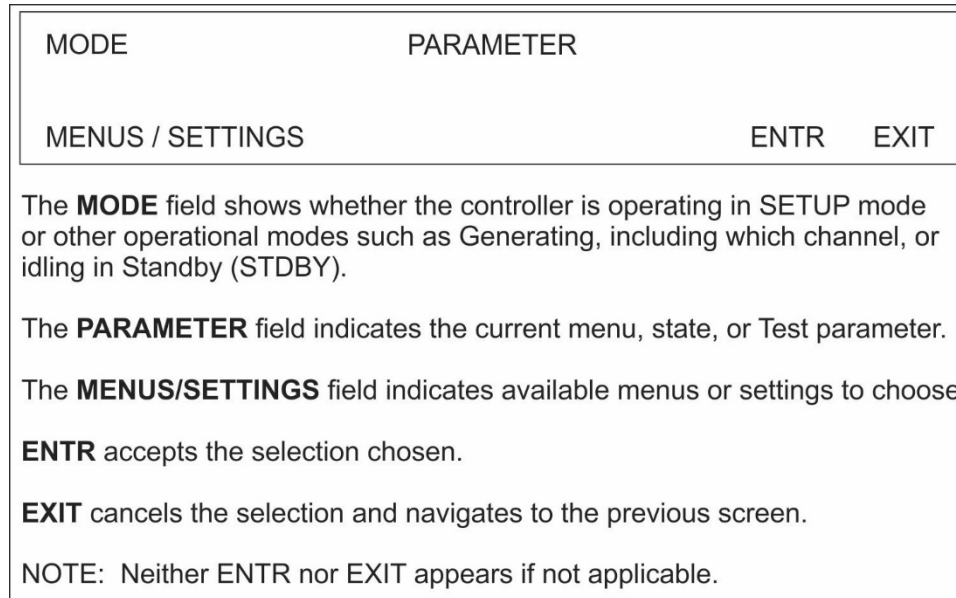 MODE PARAMETER
MENUS / SETTINGS ENTR EXIT
The MODE field shows whether the controller is operating in SETUP mode
or other operational modes such as Generating, including which channel, or
idling in Standby (STDBY).
The PARAMETER field indicates the current menu, state, or Test parameter.
The MENUS/SETTINGS field indicates available menus or settings to choose
ENTR accepts the selection chosen.
EXIT cancels the selection and navigates to the previous screen.
NOTE: Neither ENTR nor EXIT appears if not applicable.